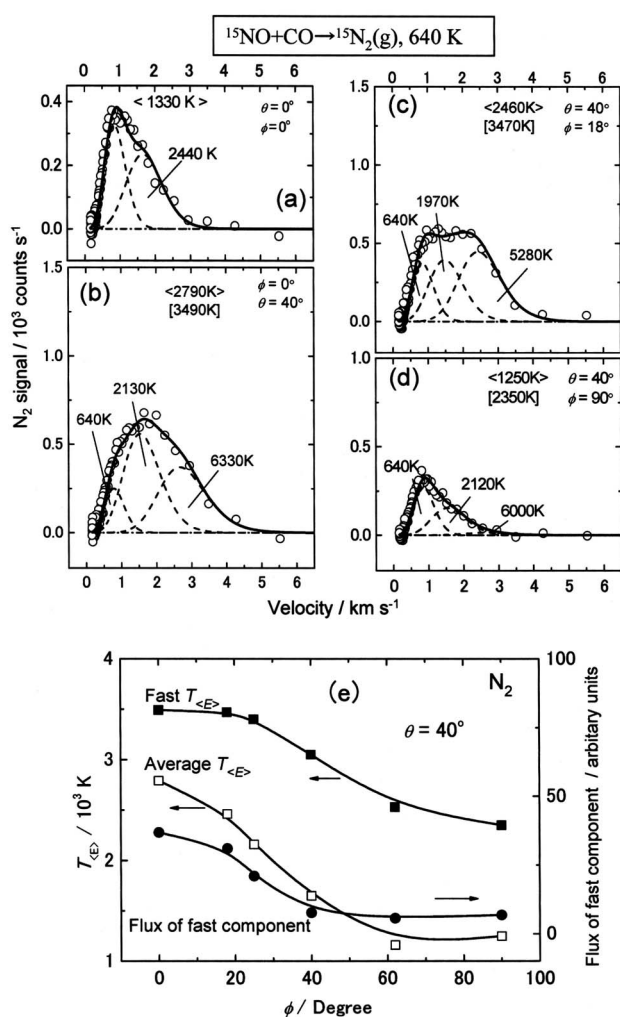 ¹⁵NO+CO→¹⁵N₂(g), 640 K
0 1 2 3 4 5 6
0 1 2 3 4 5 6
N₂ signal / 10³ counts s⁻¹
0.4
0.2
0.0
< 1330 K >
θ = 0°
ϕ = 0°
2440 K
(a)
1.5
1.0
0.5
0.0
(c)
<2460K>
θ = 40°
[3470K]
ϕ = 18°
1970K
640K
5280K
1.5
1.0
0.5
0.0
(b)
<2790K>
ϕ = 0°
[3490K]
θ = 40°
2130K
640K
6330K
1.0
0.5
0.0
(d)
<1250K>
θ = 40°
[2350K]
ϕ = 90°
640K
2120K
6000K
0 1 2 3 4 5 6
0 1 2 3 4 5 6
Velocity / km s⁻¹
4
3
2
1
T<E> / 10³ K
Fast T<E>
(e)
N₂
θ = 40°
Average T<E>
Flux of fast component
100
50
0
Flux of fast component / arbitary units
0 20 40 60 80 100
ϕ / Degree